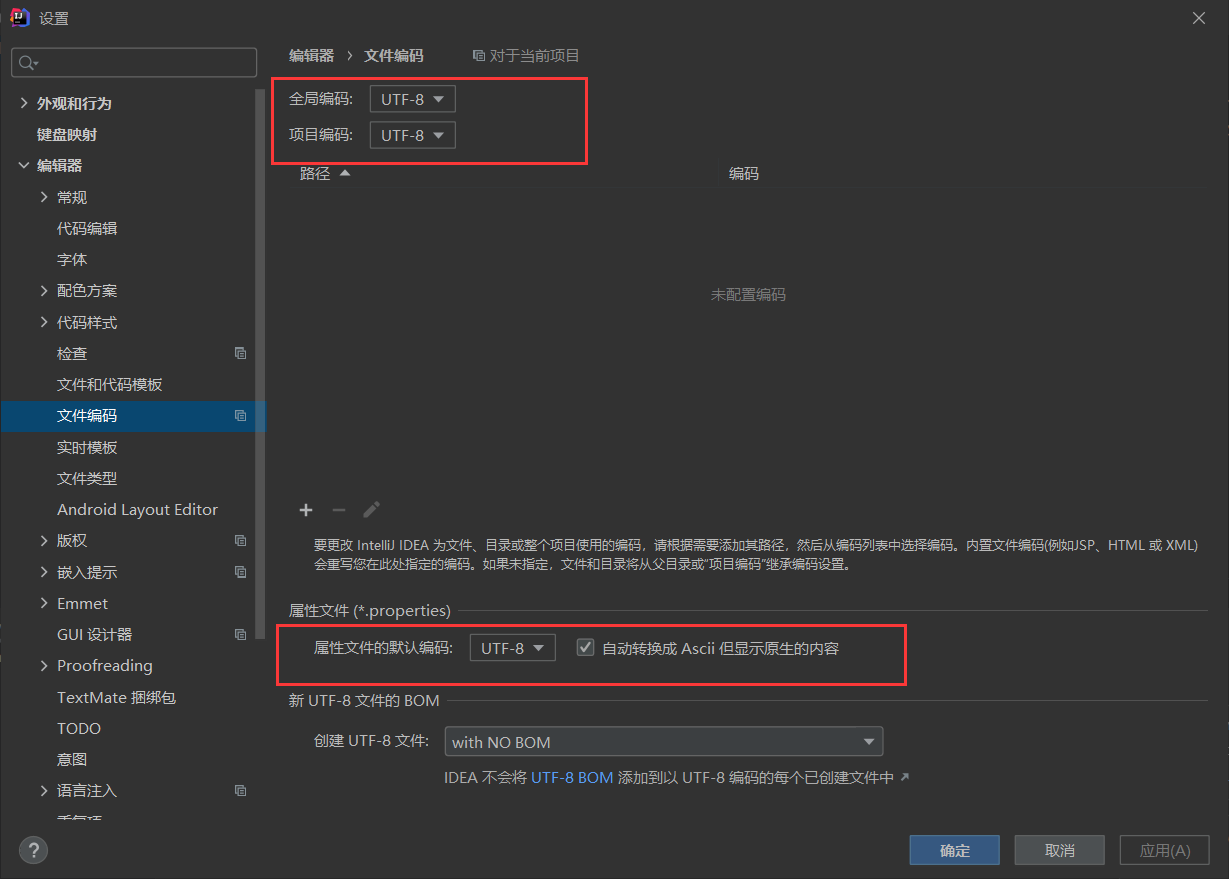 设置
编辑器 › 文件编码 对于当前项目
全局编码: UTF-8
项目编码: UTF-8
路径 编码
未配置编码
外观和行为
键盘映射
编辑器
常规
代码编辑
字体
配色方案
代码样式
检查
文件和代码模板
文件编码
实时模板
文件类型
Android Layout Editor
版权
嵌入提示
Emmet
GUI 设计器
Proofreading
TextMate 捆绑包
TODO
意图
语言注入
要更改 IntelliJ IDEA 为文件、目录或整个项目使用的编码，请根据需要添加其路径，然后从编码列表中选择编码。内置文件编码(例如JSP、HTML 或 XML)
会重写您在此处指定的编码。如果未指定，文件和目录将从父目录或“项目编码”继承编码设置。
属性文件 (*.properties)
属性文件的默认编码: UTF-8 自动转换成 Ascii 但显示原生的内容
新 UTF-8 文件的 BOM
创建 UTF-8 文件: with NO BOM
IDEA 不会将 UTF-8 BOM 添加到以 UTF-8 编码的每个已创建文件中
?
确定 取消 应用(A)